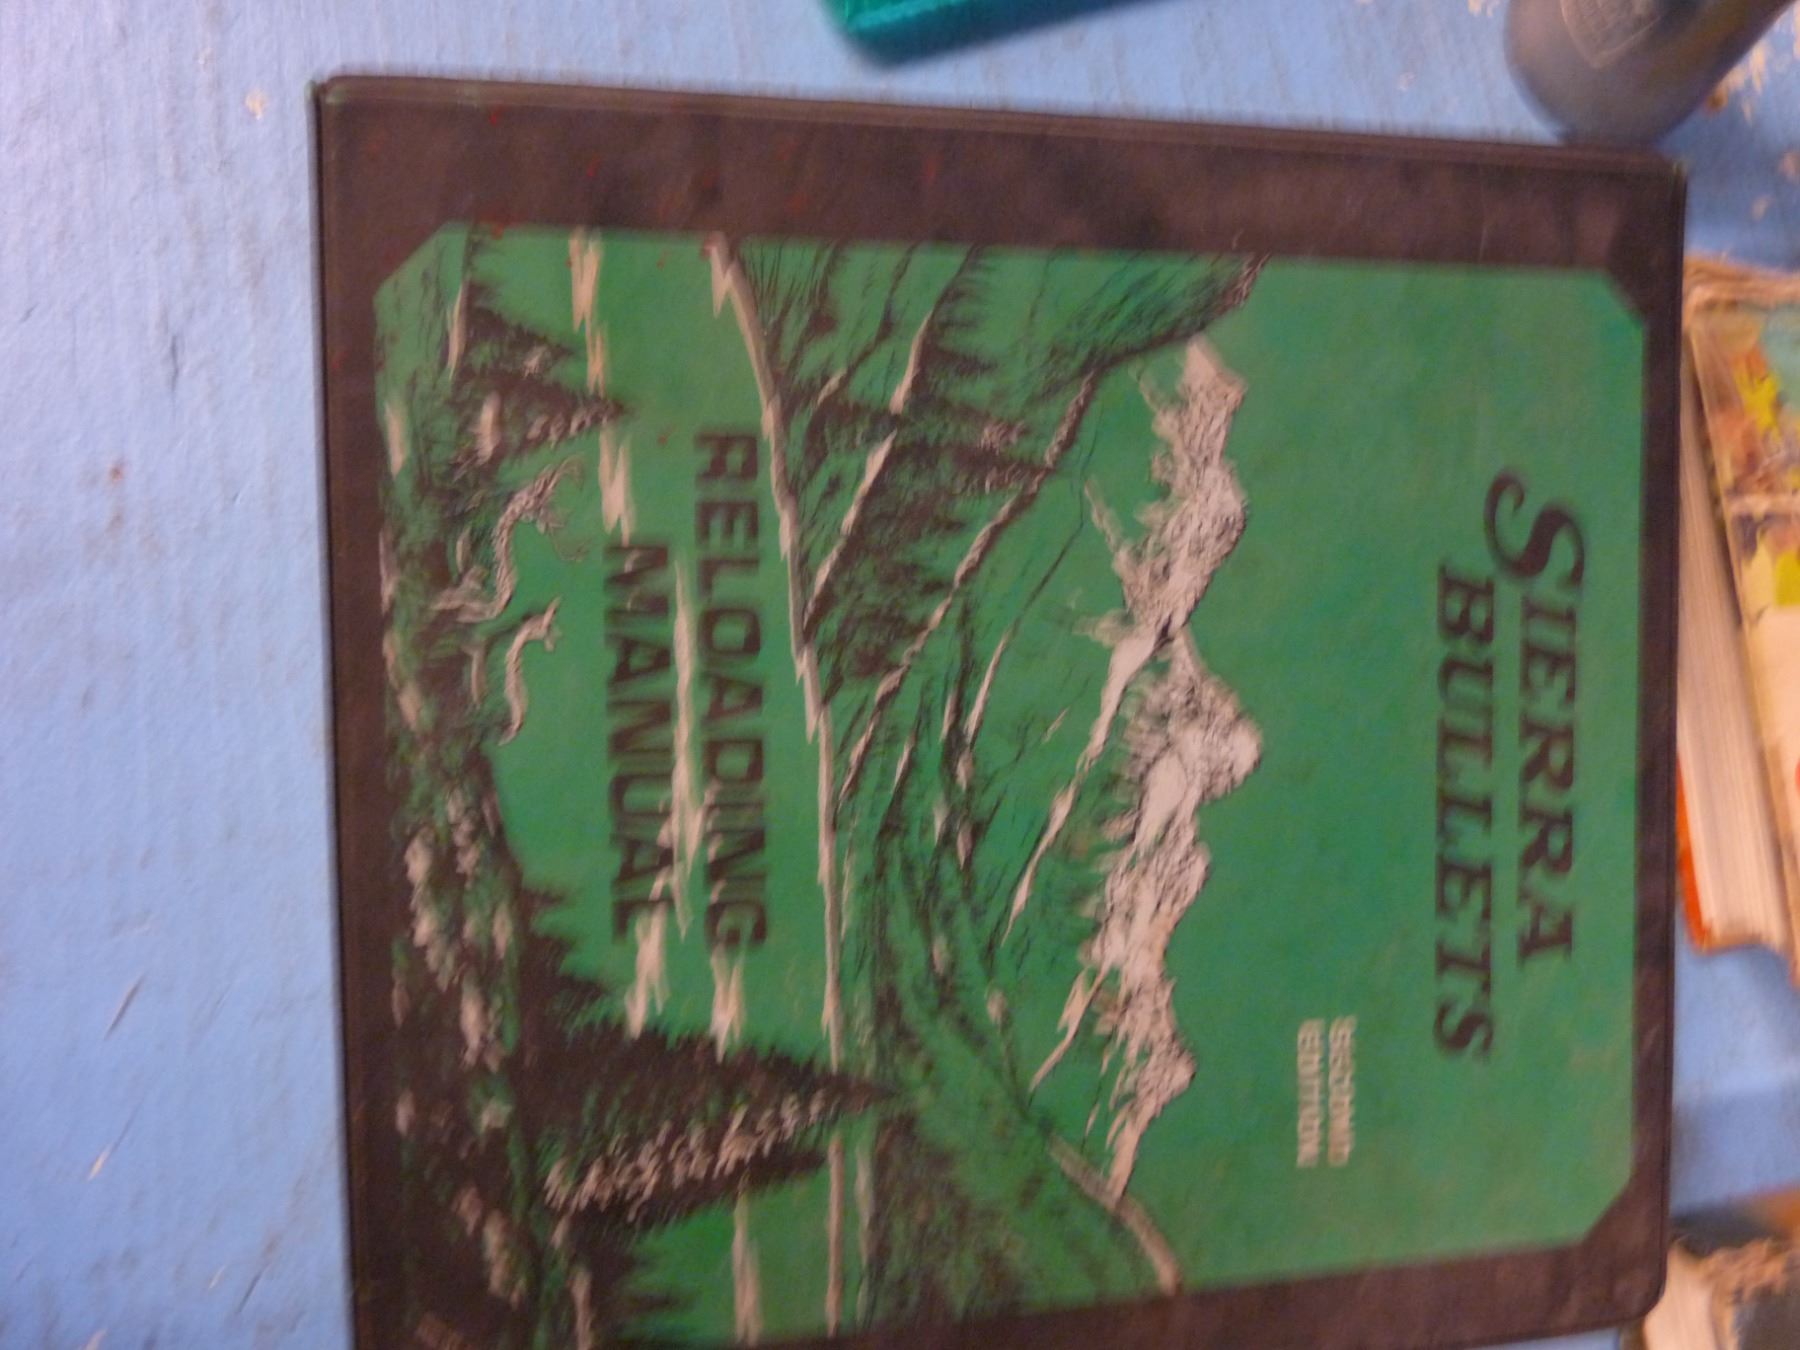 SIERRA
BULLETS
SECOND
EDITION
RELOADING
MANUAL